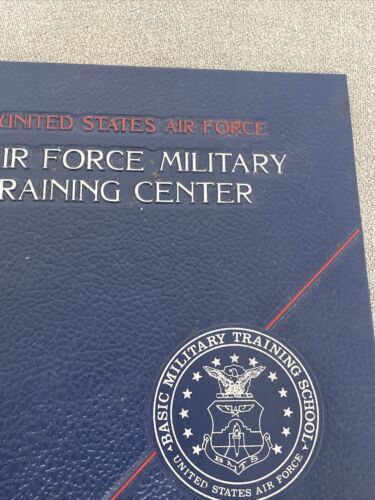 UNITED STATES AIR FORCE
IR FORCE MILITARY
RAINING CENTER
BASIC MILITARY TRAINING SCHOOL
BMTS
UNITED STATES AIR FORCE